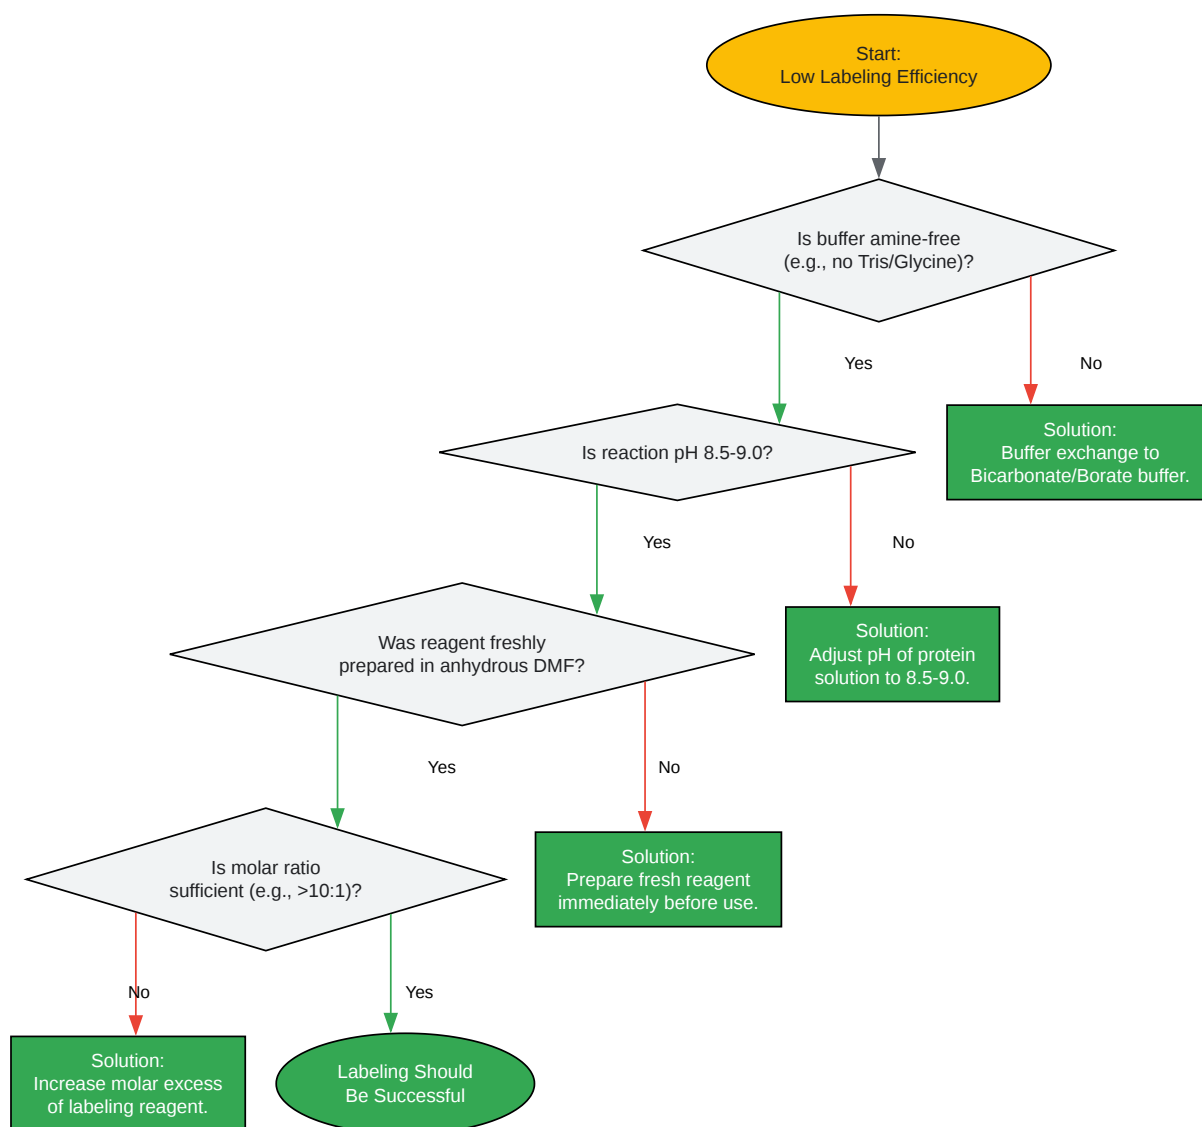 Start:
Low Labeling Efficiency
Is buffer amine-free
(e.g., no Tris/Glycine)?
Yes
No
Solution:
Buffer exchange to
Bicarbonate/Borate buffer.
Is reaction pH 8.5-9.0?
Yes
No
Solution:
Adjust pH of protein
solution to 8.5-9.0.
Was reagent freshly
prepared in anhydrous DMF?
Yes
No
Solution:
Prepare fresh reagent
immediately before use.
Is molar ratio
sufficient (e.g., >10:1)?
No
Yes
Solution:
Increase molar excess
of labeling reagent.
Labeling Should
Be Successful